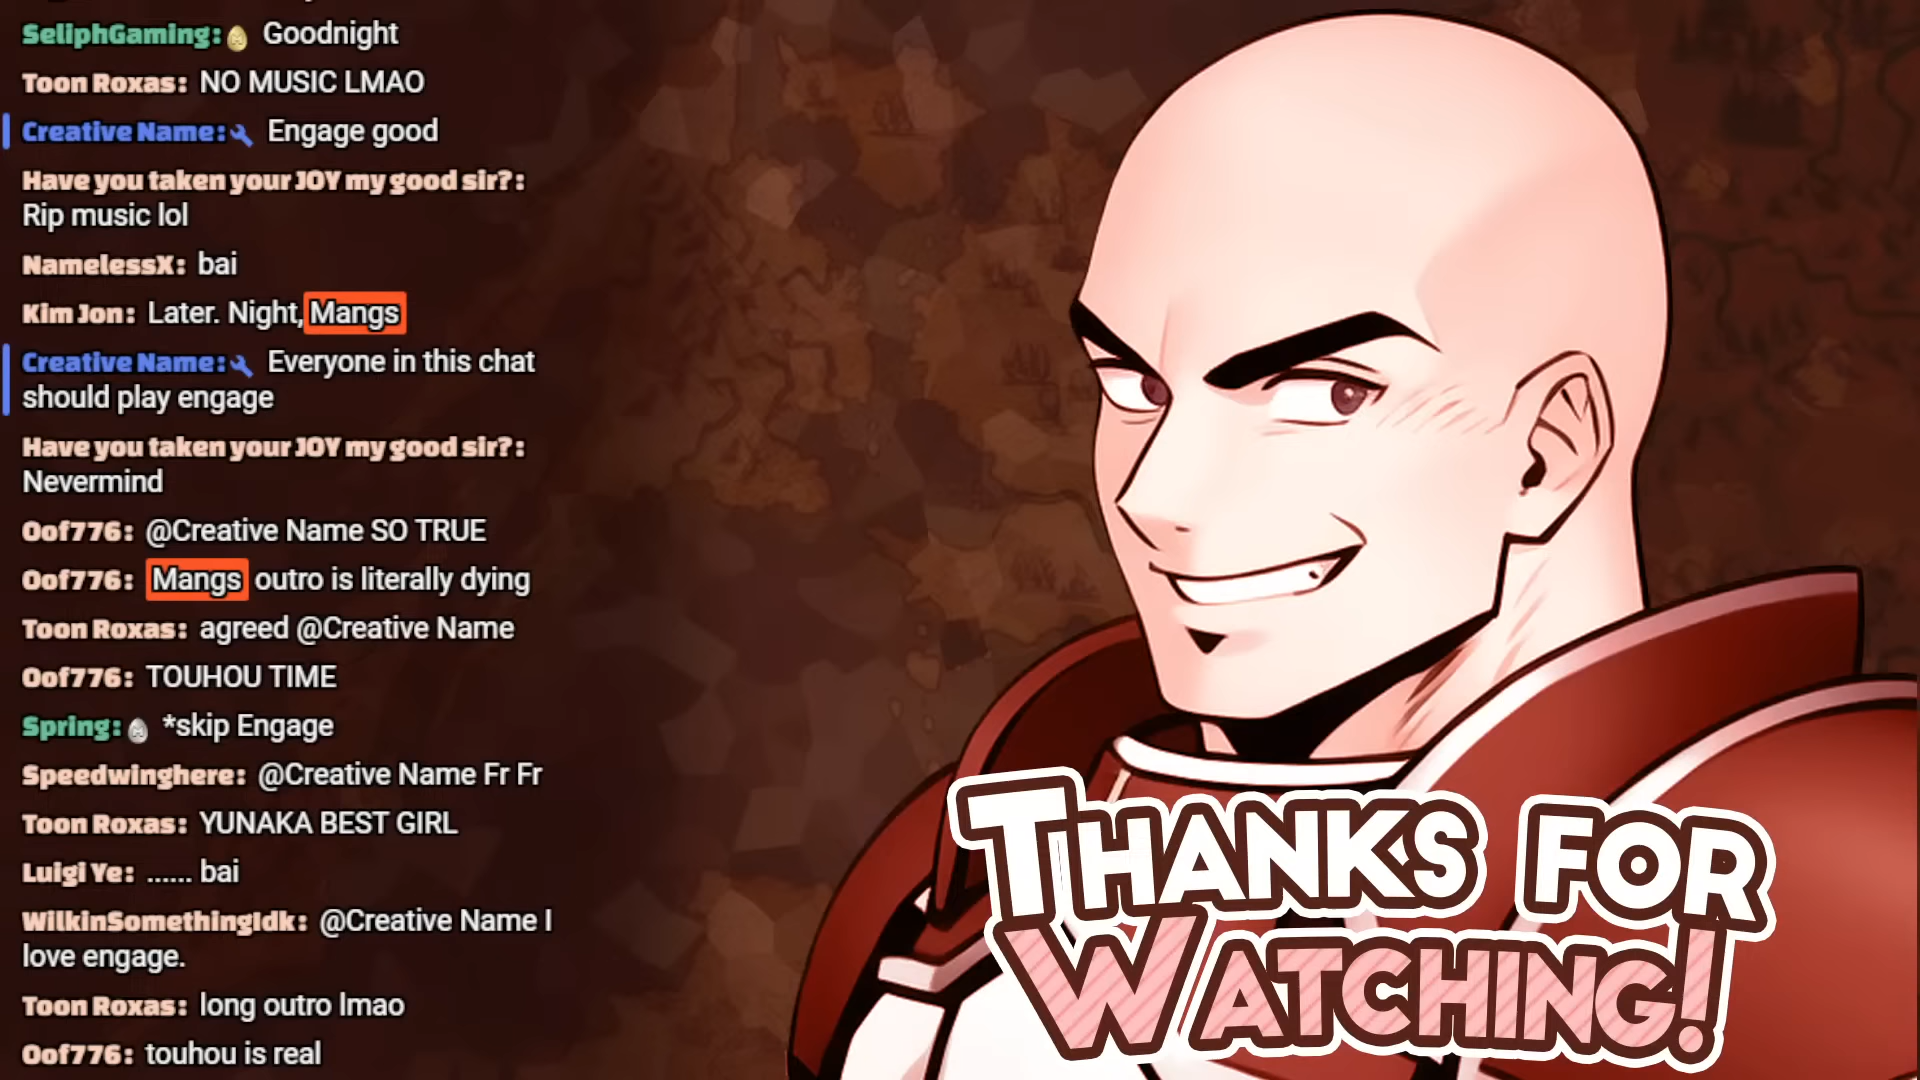 SeliphGaming: Goodnight
Toon Roxas: NO MUSIC LMAO
Creative Name: Engage good
Have you taken your JOY my good sir?:
Rip music lol
NamelessX: bai
Kim Jon: Later. Night, Mangs
Creative Name: Everyone in this chat
should play engage
Have you taken your JOY my good sir?:
Nevermind
Oof776: @Creative Name SO TRUE
Oof776: Mangs outro is literally dying
Toon Roxas: agreed @Creative Name
Oof776: TOUHOU TIME
Spring: *skip Engage
Speedwinghere: @Creative Name Fr Fr
Toon Roxas: YUNAKA BEST GIRL
Luigi Ye: ...... bai
WilkinSomethingIdk: @Creative Name I
love engage.
Toon Roxas: long outro lmao
Oof776: touhou is real
THANKS FOR
WATCHING!